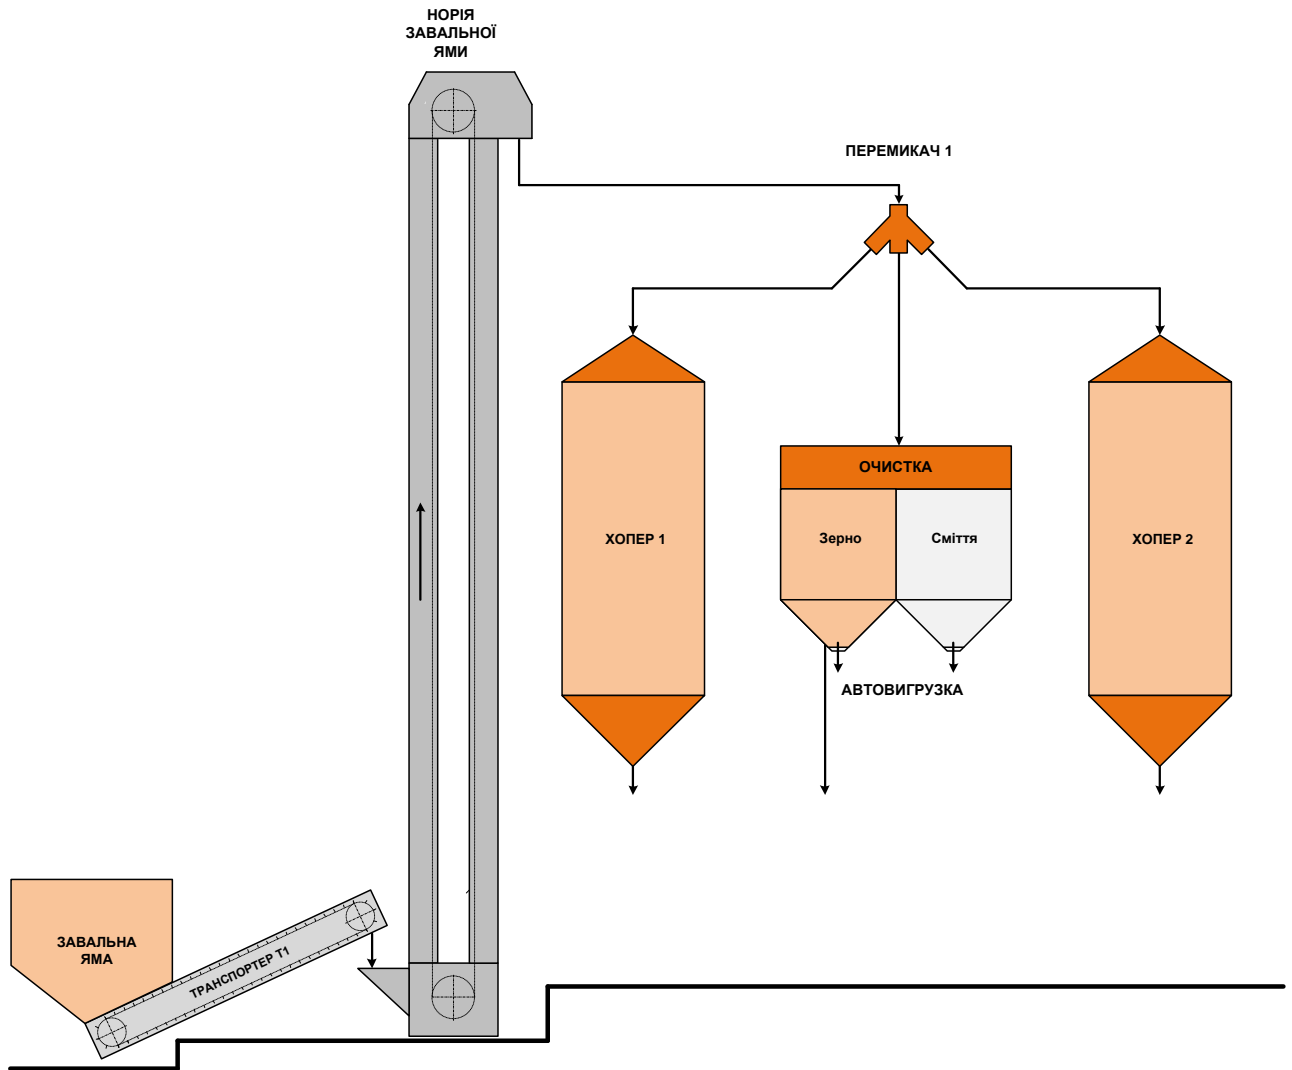 НОРІЯ
ЗАВАЛЬНОЇ
ЯМИ
ПЕРЕМИКАЧ 1
ОЧИСТКА
ХОПЕР 1
Зерно
Сміття
ХОПЕР 2
АВТОВИГРУЗКА
ЗАВАЛЬНА
ЯМА
ТРАНСПОРТЕР Т1